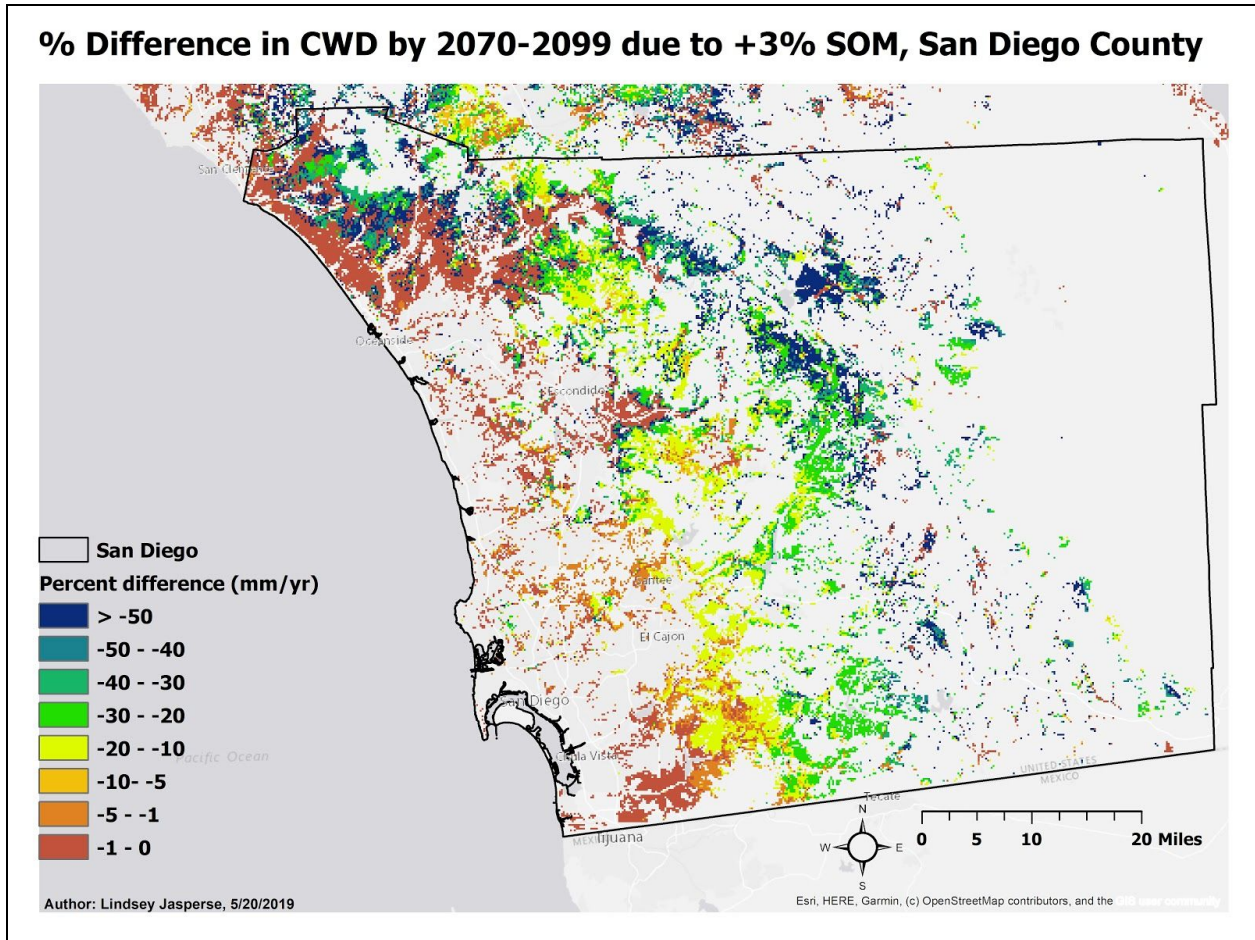 % Difference in CWD by 2070-2099 due to +3% SOM, San Diego County
San Clemente
Oceanside
Escondido
Santee
El Cajon
San Diego
Chula Vista
Pacific Ocean
UNITED STATES
MEXICO
Tecate
Tijuana
San Diego
Percent difference (mm/yr)
> -50
-50 - -40
-40 - -30
-30 - -20
-20 - -10
-10- -5
-5 - -1
-1 - 0
N
W E
S
0 5 10 20 Miles
Author: Lindsey Jasperse, 5/20/2019
Esri, HERE, Garmin, (c) OpenStreetMap contributors, and the GIS user community